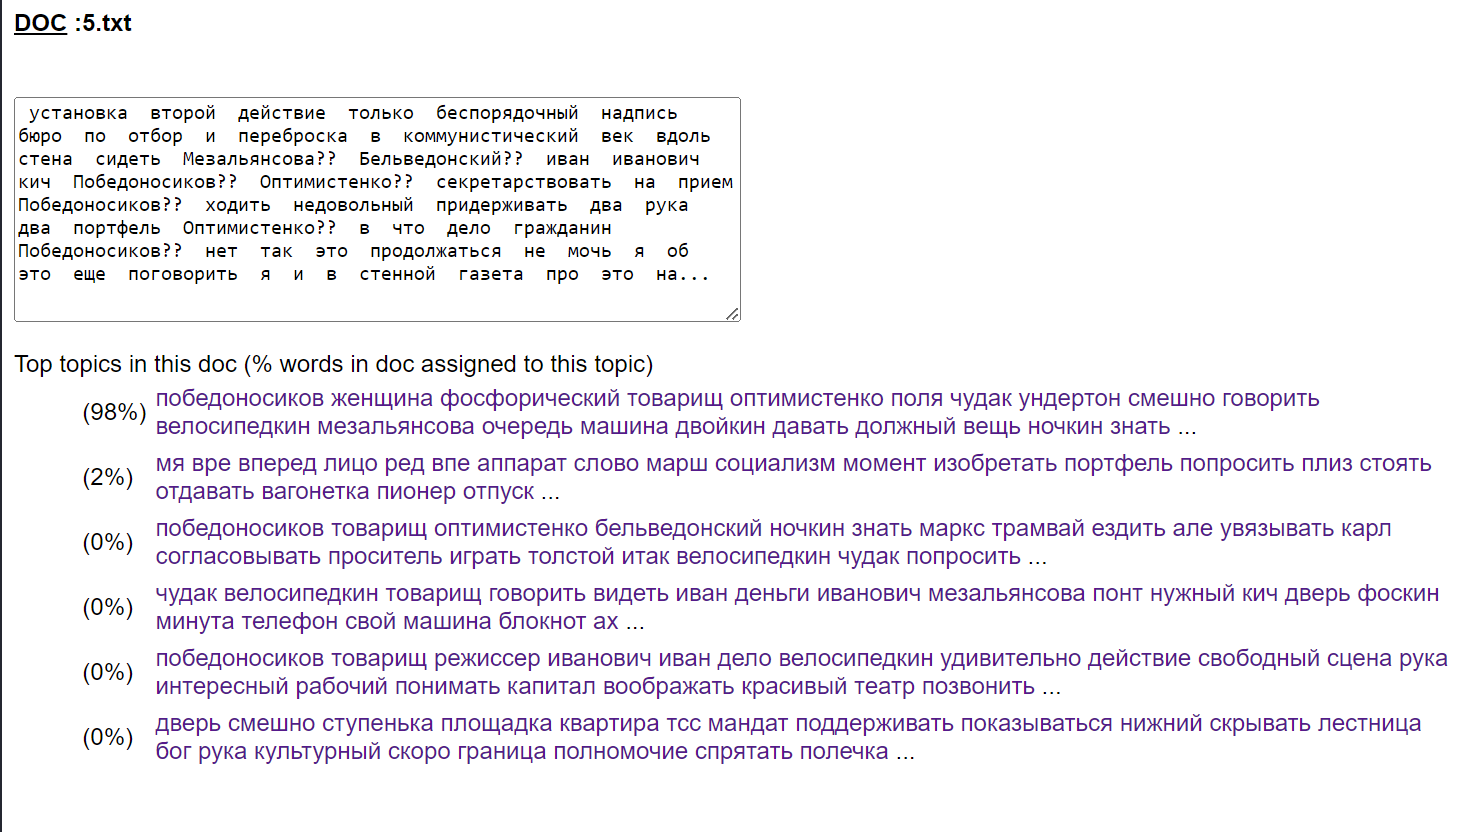 DOC :5.txt
установка второй действие только беспорядочный надпись
бюро по отбор и переброска в коммунистический век вдоль
стена сидеть Мезальянсова?? Бельведонский?? иван иванович
кич Победоносиков?? Оптимистенко?? секретарствовать на прием
Победоносиков?? ходить недовольный придерживать два рука
два портфель Оптимистенко?? в что дело гражданин
Победоносиков?? нет так это продолжаться не мочь я об
это еще поговорить я и в стенной газета про это на...
Top topics in this doc (% words in doc assigned to this topic)
(98%) победоносиков женщина фосфорический товарищ оптимистенко поля чудак ундертон смешно говорить
велосипедкин мезальянсова очередь машина двойкин давать должный вещь ночкин знать ...
(2%) мя вре вперед лицо ред впе аппарат слово марш социализм момент изобретать портфель попросить плиз стоять
отдавать вагонетка пионер отпуск ...
(0%) победоносиков товарищ оптимистенко бельведонский ночкин знать маркс трамвай ездить але увязывать карл
согласовывать проситель играть толстой итак велосипедкин чудак попросить ...
(0%) чудак велосипедкин товарищ говорить видеть иван деньги иванович мезальянсова понт нужный кич дверь фоскин
минута телефон свой машина блокнот ах ...
(0%) победоносиков товарищ режиссер иванович иван дело велосипедкин удивительно действие свободный сцена рука
интересный рабочий понимать капитал воображать красивый театр позвонить ...
(0%) дверь смешно ступенька площадка квартира тсс мандат поддерживать показываться нижний скрывать лестница
бог рука культурный скоро граница полномочие спрятать полечка ...